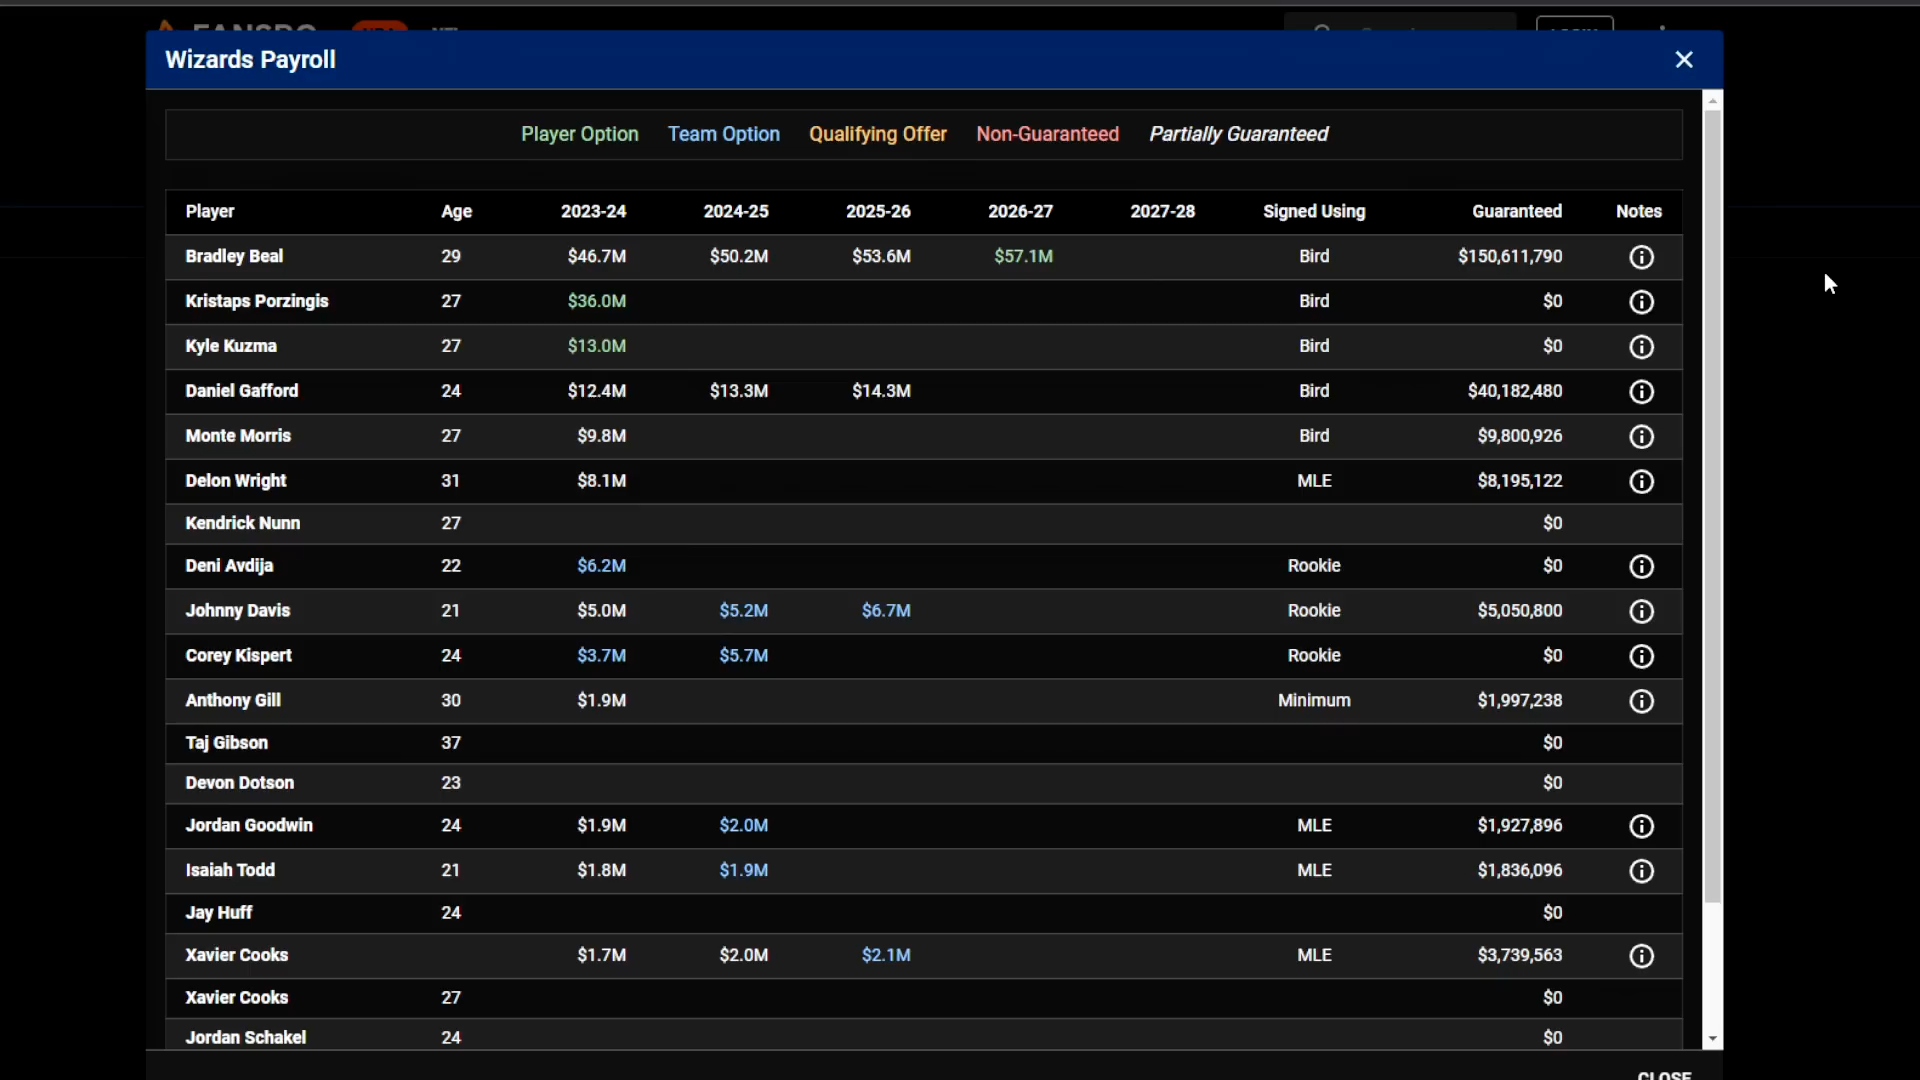 Wizards Payroll
Player Option Team Option Qualifying Offer Non-Guaranteed Partially Guaranteed
Player Age 2023-24 2024-25 2025-26 2026-27 2027-28 Signed Using Guaranteed Notes
Bradley Beal 29 $46.7M $50.2M $53.6M $57.1M Bird $150,611,790
Kristaps Porzingis 27 $36.0M Bird $0
Kyle Kuzma 27 $13.0M Bird $0
Daniel Gafford 24 $12.4M $13.3M $14.3M Bird $40,182,480
Monte Morris 27 $9.8M Bird $9,800,926
Delon Wright 31 $8.1M MLE $8,195,122
Kendrick Nunn 27 $0
Deni Avdija 22 $6.2M Rookie $0
Johnny Davis 21 $5.0M $5.2M $6.7M Rookie $5,050,800
Corey Kispert 24 $3.7M $5.7M Rookie $0
Anthony Gill 30 $1.9M Minimum $1,997,238
Taj Gibson 37 $0
Devon Dotson 23 $0
Jordan Goodwin 24 $1.9M $2.0M MLE $1,927,896
Isaiah Todd 21 $1.8M $1.9M MLE $1,836,096
Jay Huff 24 $0
Xavier Cooks $1.7M $2.0M $2.1M MLE $3,739,563
Xavier Cooks 27 $0
Jordan Schakel 24 $0
CLOSE